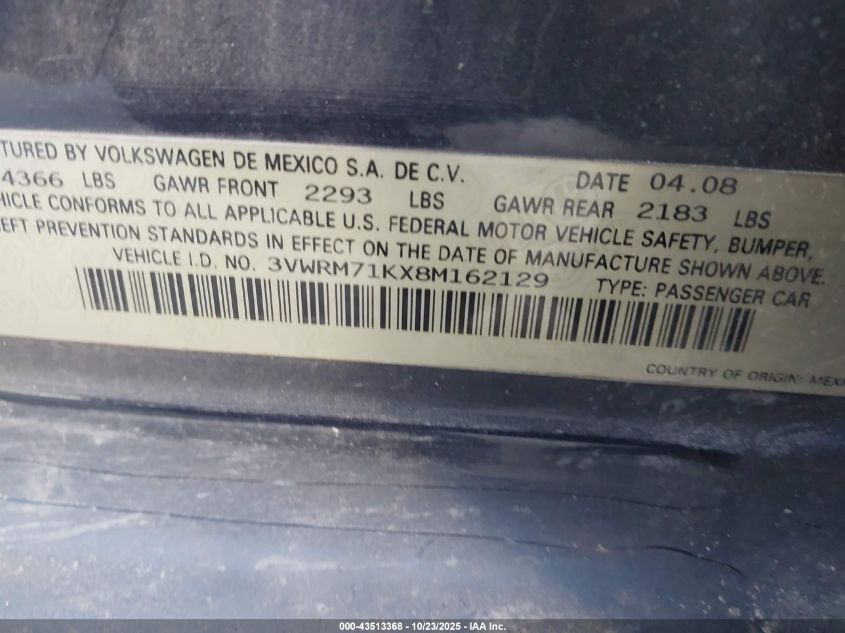 TURED BY VOLKSWAGEN DE MEXICO S.A. DE C.V. DATE 04.08
4366 LBS GAWR FRONT 2293 LBS GAWR REAR 2183 LBS
HICLE CONFORMS TO ALL APPLICABLE U.S. FEDERAL MOTOR VEHICLE SAFETY, BUMPER,
EFT PREVENTION STANDARDS IN EFFECT ON THE DATE OF MANUFACTURE SHOWN ABOVE.
VEHICLE I.D. NO. 3VWRM71KX8M162129 TYPE: PASSENGER CAR
COUNTRY OF ORIGIN: MEXI
000-43513368 - 10/23/2025 - IAA Inc.